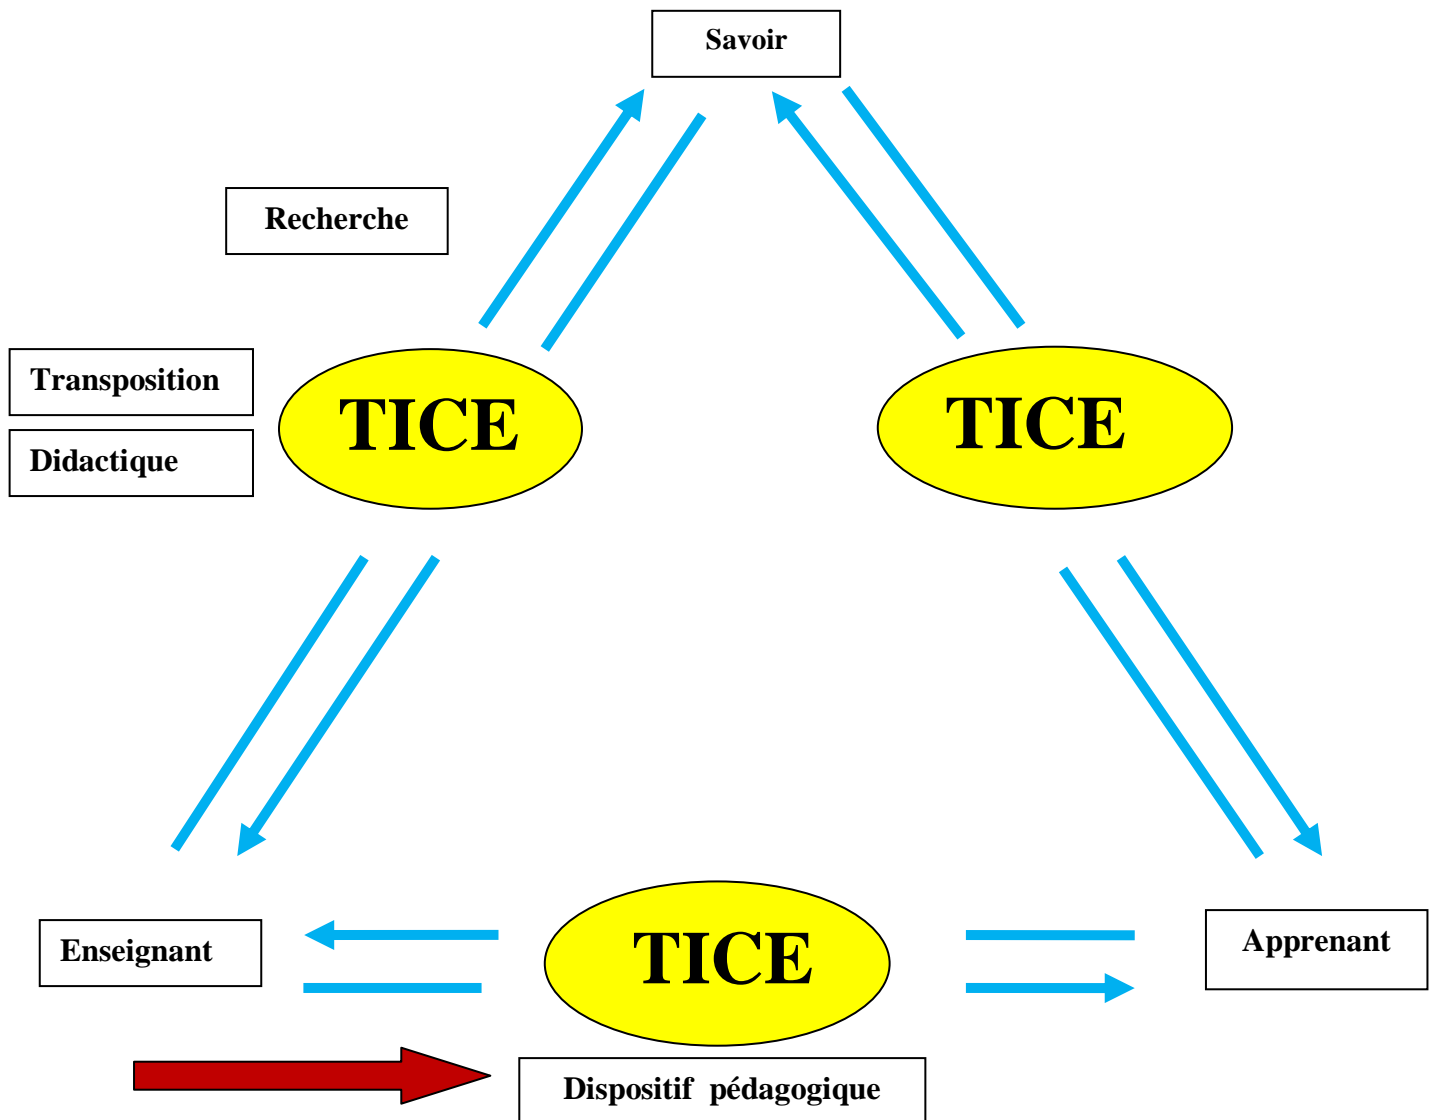 Savoir
Recherche
Transposition
Didactique
TICE
TICE
Enseignant
TICE
Apprenant
Dispositif pédagogique